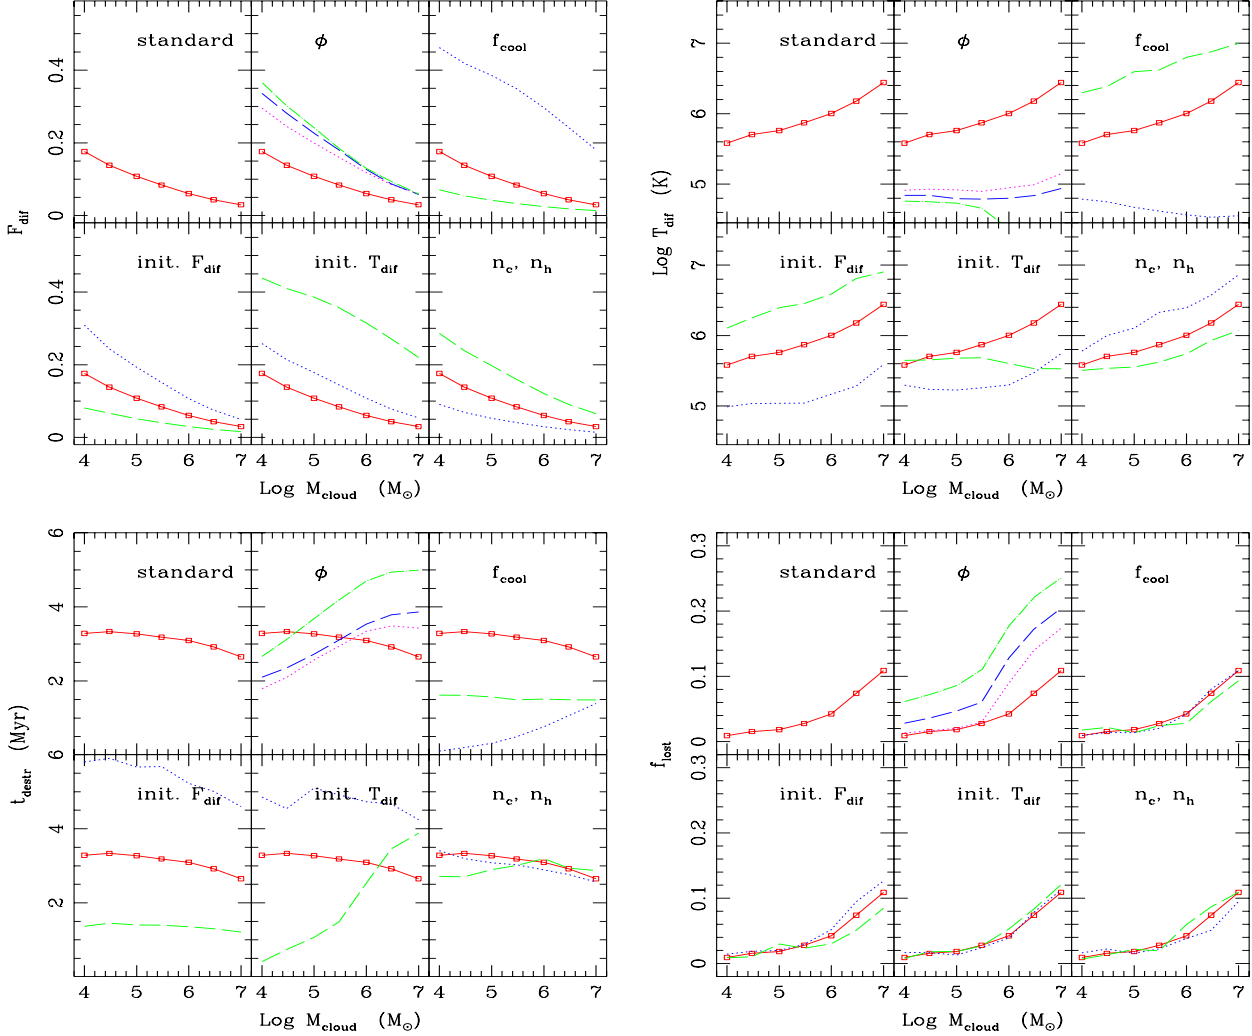 standard ϕ f_cool
0.4
0.2
0
F_dif
init. F_dif init. T_dif n_c, n_h
0.4
0.2
0
4 5 6 7 4 5 6 7 4 5 6 7
Log M_cloud (M_⊙)
standard ϕ f_cool
7
6
5
Log T_dif (K)
init. F_dif init. T_dif n_c, n_h
7
6
5
4 5 6 7 4 5 6 7 4 5 6 7
Log M_cloud (M_⊙)
6
standard ϕ f_cool
4
2
t_destr (Myr)
6
init. F_dif init. T_dif n_c, n_h
4
2
4 5 6 7 4 5 6 7 4 5 6 7
Log M_cloud (M_⊙)
0.3
standard ϕ f_cool
0.2
0.1
0
f_lost
0.3
init. F_dif init. T_dif n_c, n_h
0.2
0.1
0
4 5 6 7 4 5 6 7 4 5 6 7
Log M_cloud (M_⊙)